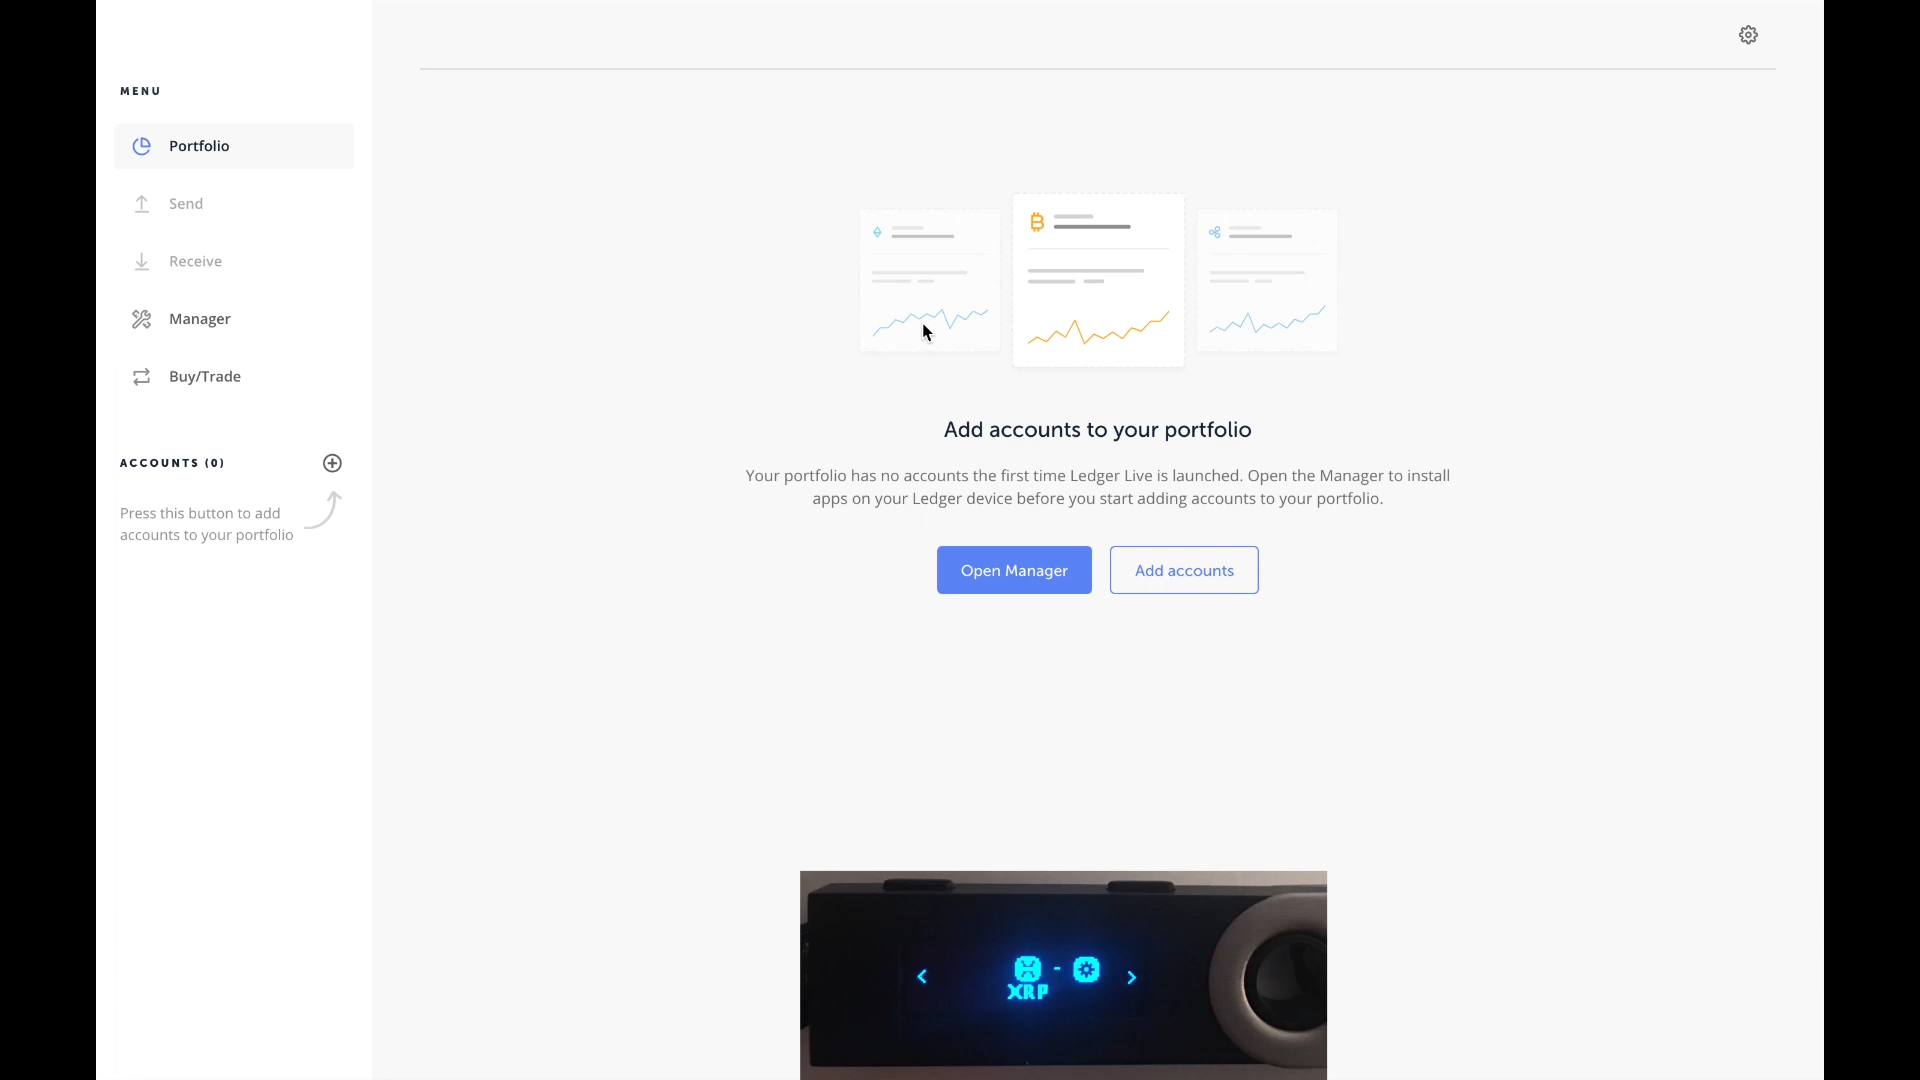 MENU
Portfolio
Send
Receive
Manager
Buy/Trade
ACCOUNTS (0)
Press this button to add
accounts to your portfolio
Add accounts to your portfolio
Your portfolio has no accounts the first time Ledger Live is launched. Open the Manager to install
apps on your Ledger device before you start adding accounts to your portfolio.
Open Manager
Add accounts
XRP